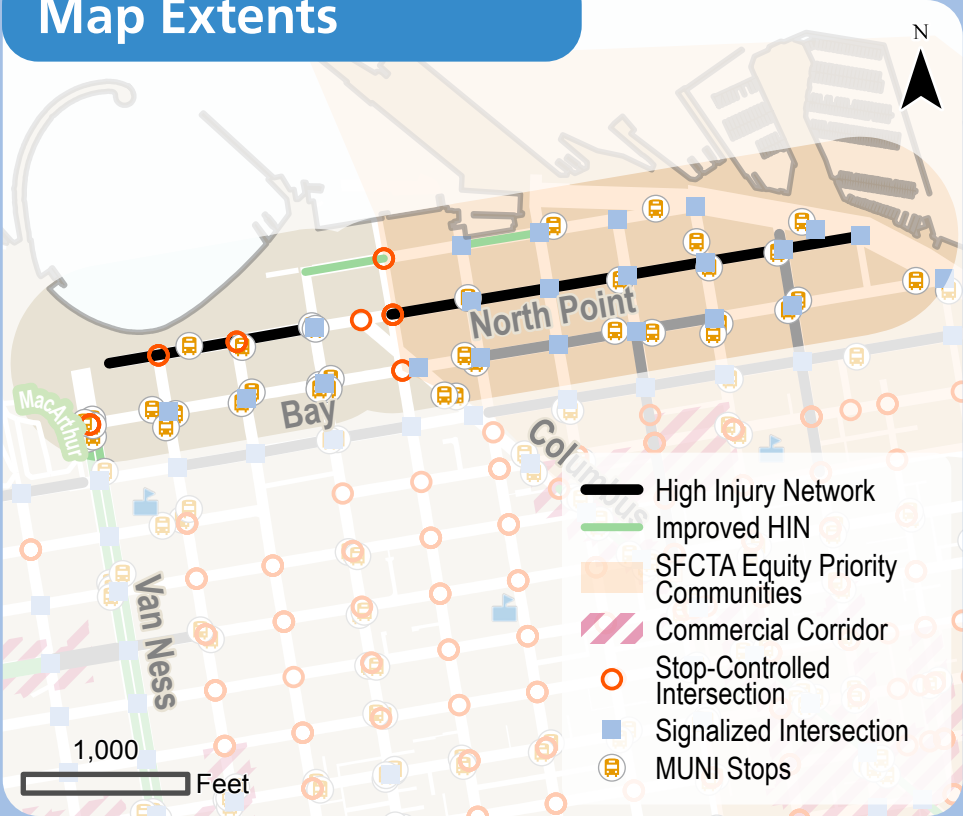 Map Extents
N
North Point
Bay
MacArthur
Columbus
Van Ness
High Injury Network
Improved HIN
SFCTA Equity Priority
Communities
Commercial Corridor
Stop-Controlled
Intersection
Signalized Intersection
MUNI Stops
1,000
Feet